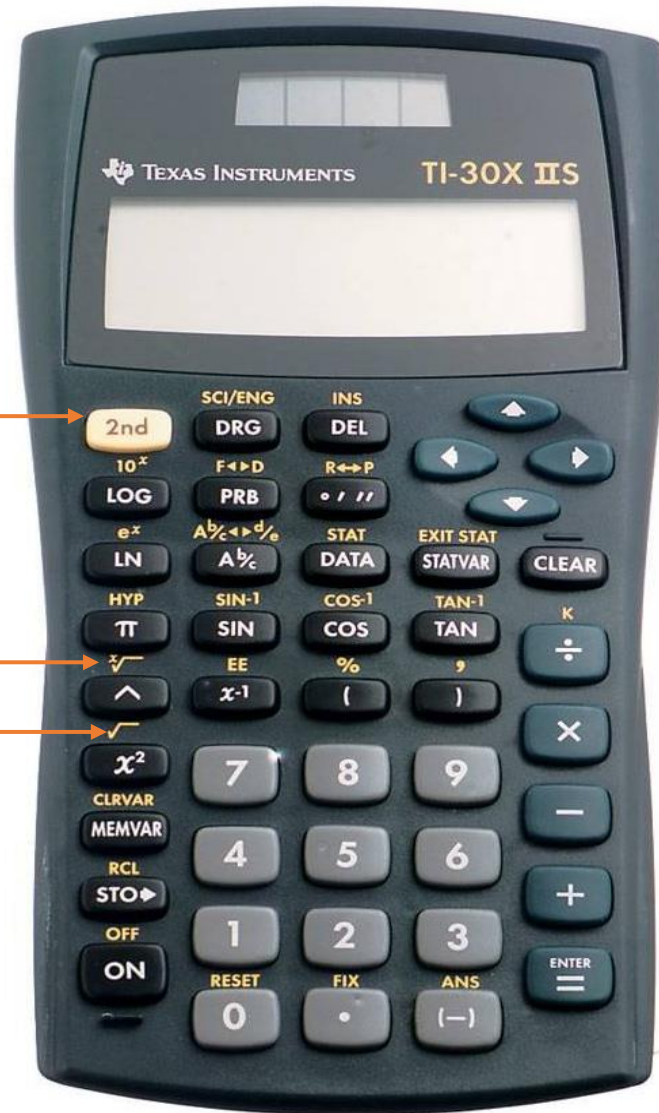 TEXAS INSTRUMENTS TI-30X IIS
SCI/ENG INS
2nd DRG DEL
10ˣ F◂▸D R↔P
LOG PRB ° ′ ″
eˣ Aᵇ⁄c◂▸ᵈ⁄e STAT EXIT STAT
LN Aᵇ⁄c DATA STATVAR CLEAR
HYP SIN-1 COS-1 TAN-1 K
π SIN COS TAN ÷
ˣ√ EE % ,
^ x-1 ( ) ×
√
x² 7 8 9
CLRVAR −
MEMVAR 4 5 6
RCL
STO▸ +
OFF 1 2 3
ON RESET FIX ANS ENTER
0 . (—) =